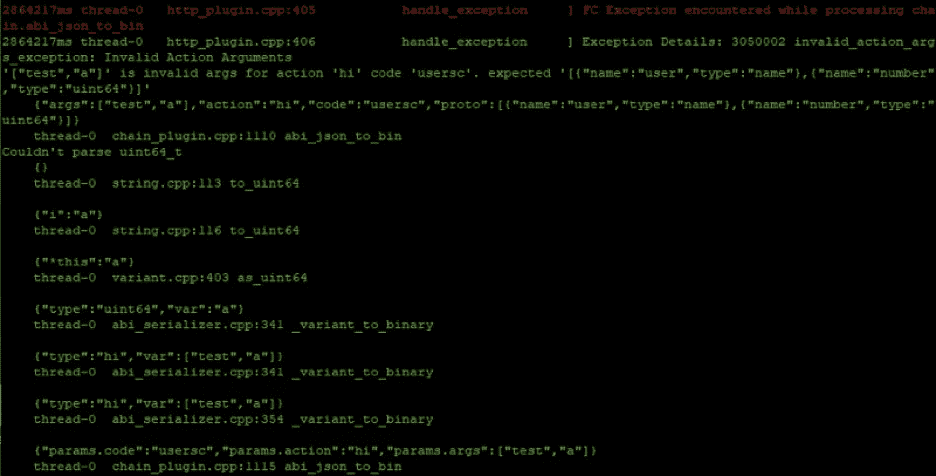 2864217ms thread-0   http_plugin.cpp:405           handle_exception     ] FC Exception encountered while processing cha
in.abi_json_to_bin
2864217ms thread-0   http_plugin.cpp:406           handle_exception     ] Exception Details: 3050002 invalid_action_arg
s_exception: Invalid Action Arguments
'["test","a"]' is invalid args for action 'hi' code 'usersc'. expected '[{"name":"user","type":"name"},{"name":"number"
,"type":"uint64"}]'
    {"args":["test","a"],"action":"hi","code":"usersc","proto":[{"name":"user","type":"name"},{"name":"number","type":"
uint64"}]}
    thread-0  chain_plugin.cpp:1110 abi_json_to_bin
Couldn't parse uint64_t
    {}
    thread-0  string.cpp:113 to_uint64
    {"i":"a"}
    thread-0  string.cpp:116 to_uint64
    {"*this":"a"}
    thread-0  variant.cpp:403 as_uint64
    {"type":"uint64","var":"a"}
    thread-0  abi_serializer.cpp:341 _variant_to_binary
    {"type":"hi","var":["test","a"]}
    thread-0  abi_serializer.cpp:341 _variant_to_binary
    {"type":"hi","var":["test","a"]}
    thread-0  abi_serializer.cpp:354 _variant_to_binary
    {"params.code":"usersc","params.action":"hi","params.args":["test","a"]}
    thread-0  chain_plugin.cpp:1115 abi_json_to_bin